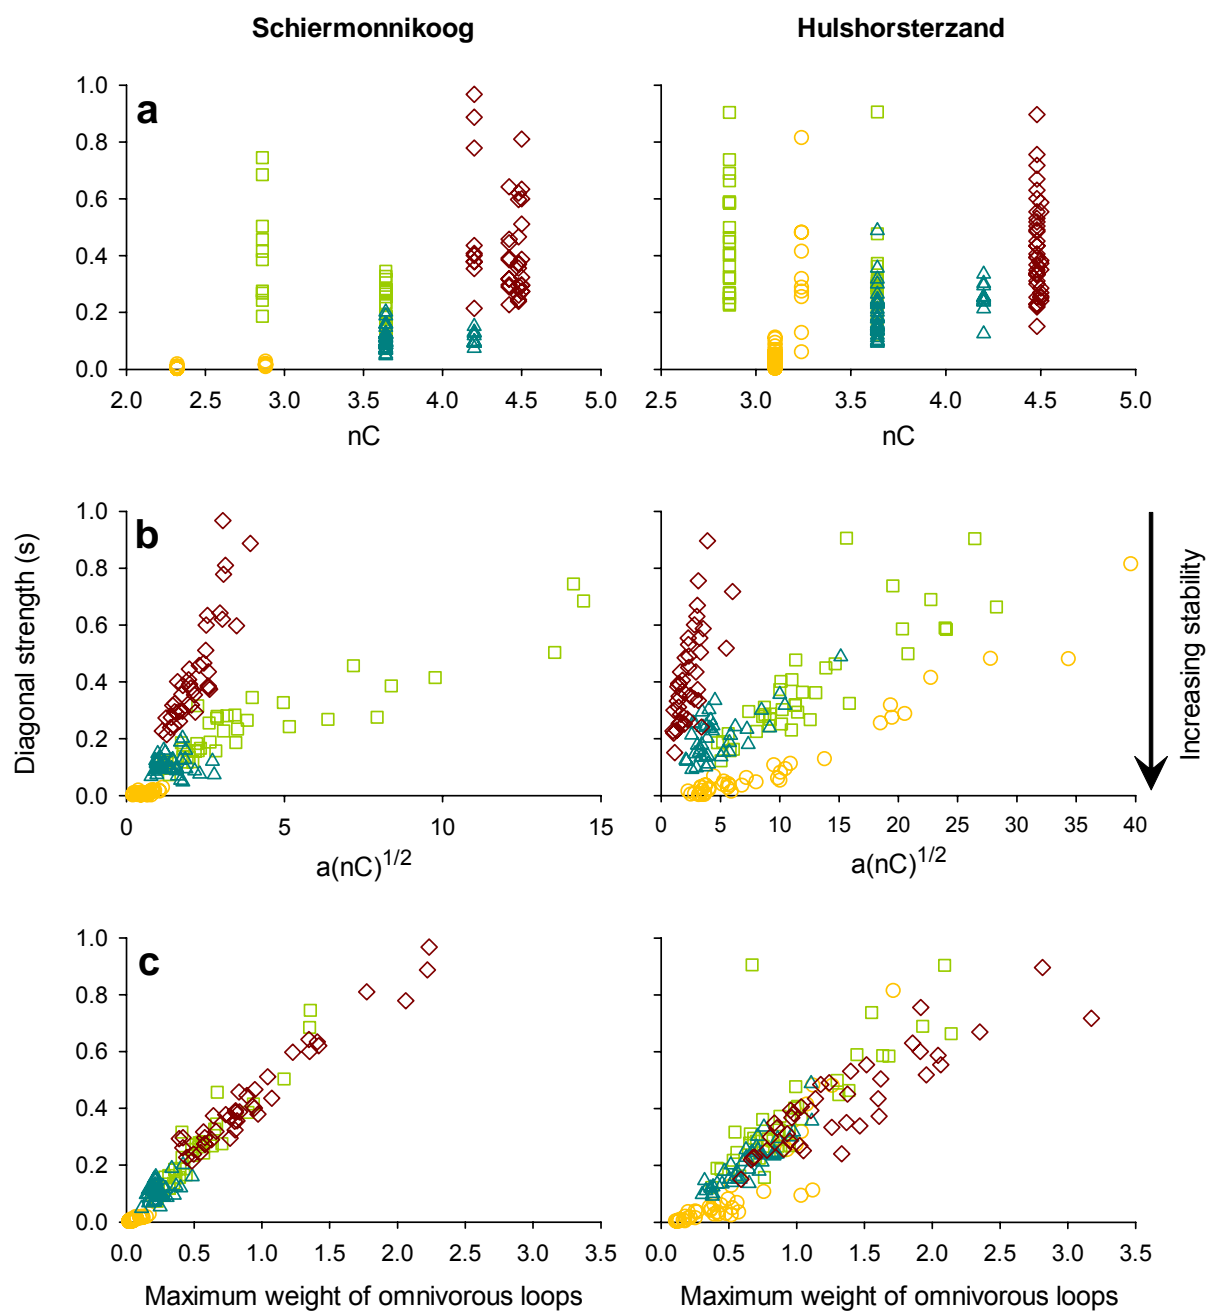 Schiermonnikoog Hulshorsterzand
a
1.0
0.8
0.6
0.4
0.2
0.0
2.0 2.5 3.0 3.5 4.0 4.5 5.0
2.5 3.0 3.5 4.0 4.5 5.0
nC nC
b
1.0
0.8
0.6
0.4
0.2
0.0
Diagonal strength (s)
Increasing stability
0 5 10 15
0 5 10 15 20 25 30 35 40
a(nC)1/2 a(nC)1/2
c
1.0
0.8
0.6
0.4
0.2
0.0
0.0 0.5 1.0 1.5 2.0 2.5 3.0 3.5
0.0 0.5 1.0 1.5 2.0 2.5 3.0 3.5
Maximum weight of omnivorous loops Maximum weight of omnivorous loops